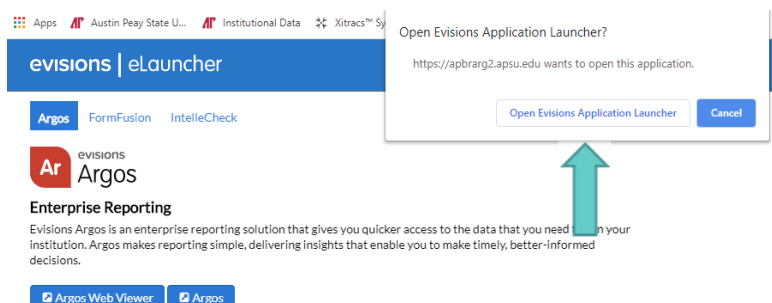 Apps Austin Peay State U... Institutional Data Xitracs™ Sy
Open Evisions Application Launcher?
https://apbrarg2.apsu.edu wants to open this application.
Open Evisions Application Launcher Cancel
evisions | eLauncher
Argos FormFusion IntelleCheck
Ar evisions
Argos
Enterprise Reporting
Evisions Argos is an enterprise reporting solution that gives you quicker access to the data that you need n your
institution. Argos makes reporting simple, delivering insights that enable you to make timely, better-informed
decisions.
Argos Web Viewer Argos